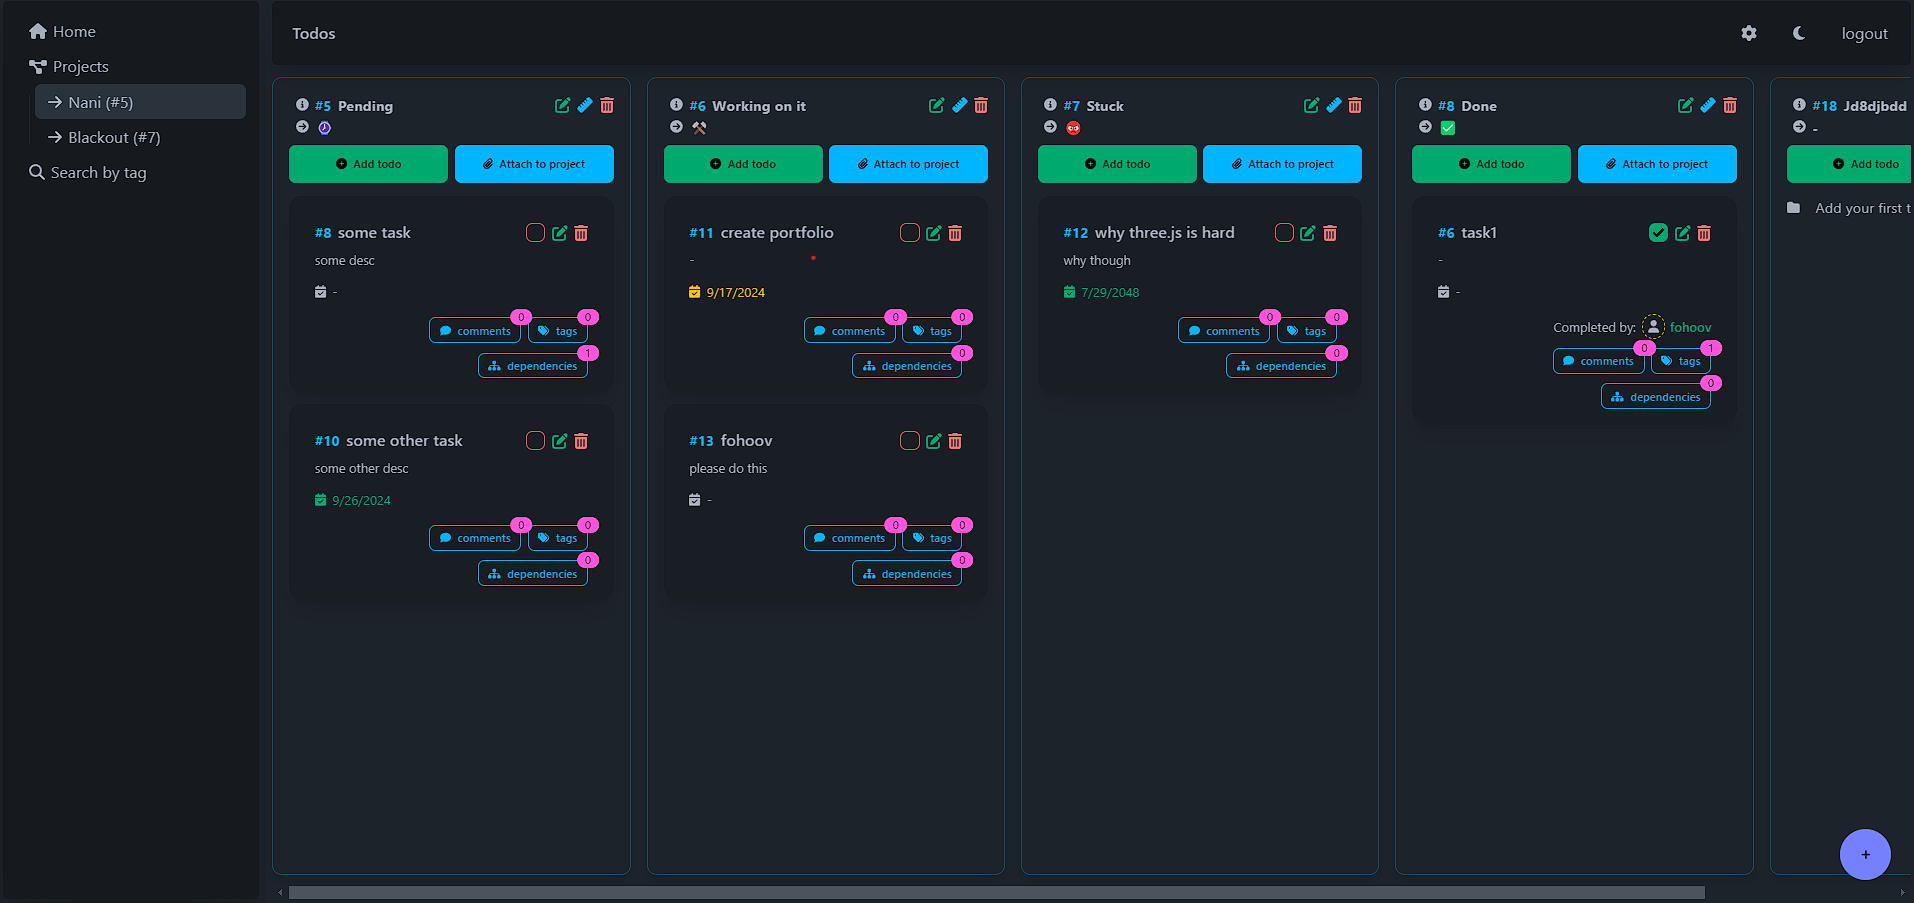 Home
Projects
Nani (#5)
Blackout (#7)
Search by tag
Todos
logout
#5 Pending
Add todo
Attach to project
#8 some task
some desc
-
0
comments
0
tags
1
dependencies
#10 some other task
some other desc
9/26/2024
0
comments
0
tags
0
dependencies
#6 Working on it
Add todo
Attach to project
#11 create portfolio
-
9/17/2024
0
comments
0
tags
0
dependencies
#13 fohoov
please do this
-
0
comments
0
tags
0
dependencies
#7 Stuck
Add todo
Attach to project
#12 why three.js is hard
why though
7/29/2048
0
comments
0
tags
0
dependencies
#8 Done
Add todo
Attach to project
#6 task1
-
-
Completed by: fohoov
0
comments
1
tags
0
dependencies
#18 Jd8djbdd
-
Add todo
Add your first t
+